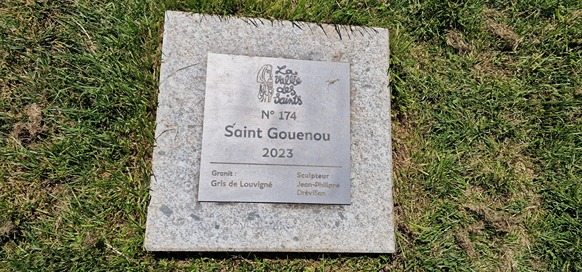 La
Vallée
des
Saints
N° 174
Saint Gouenou
2023
Granit :
Gris de Louvigné
Sculpteur
Jean-Philippe
Drévillon